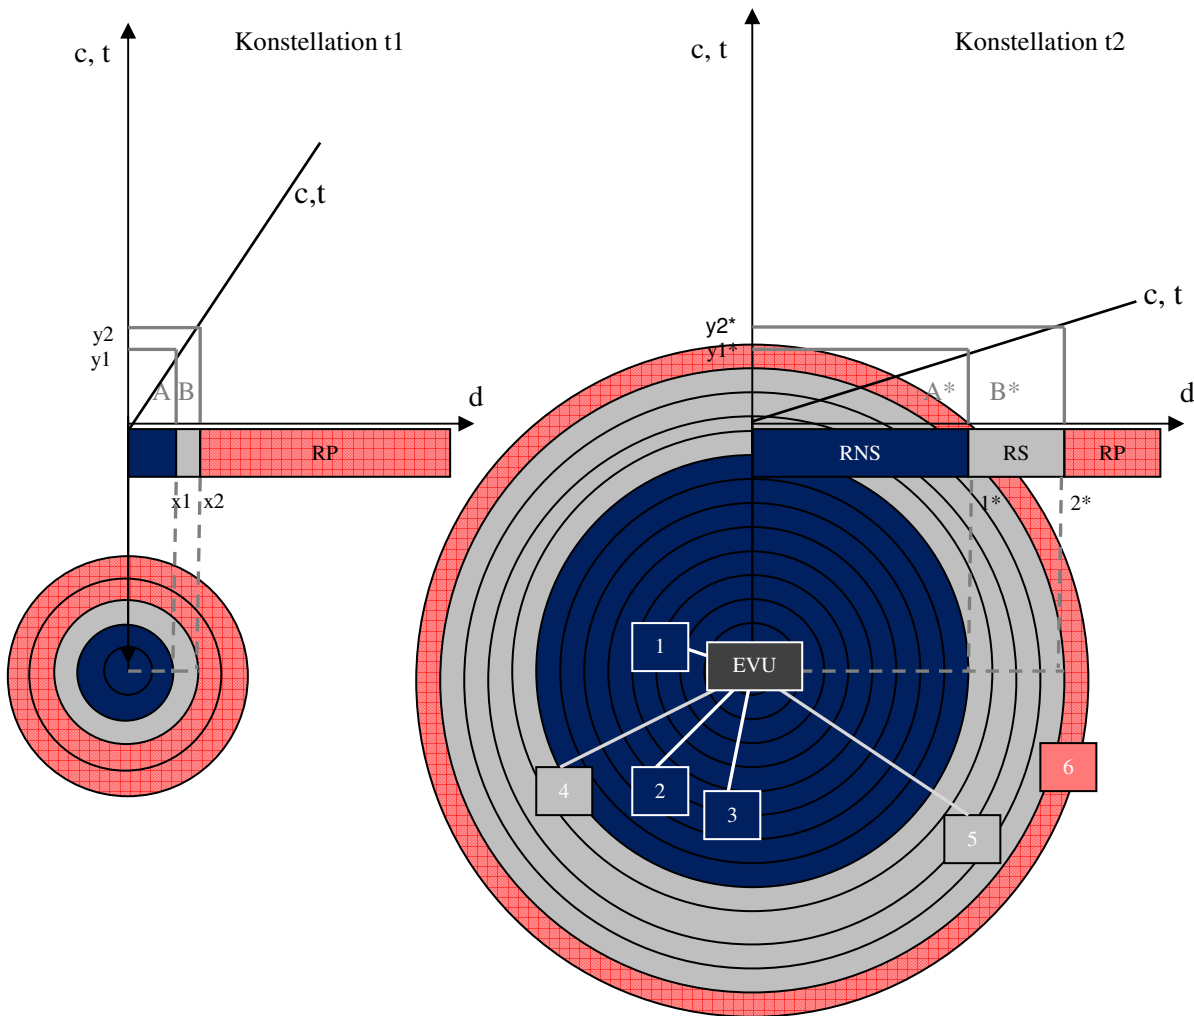 Konstellation t1
c, t
c,t
y2
y1
A B
d
RP
x1 x2
Konstellation t2
c, t
c, t
y2*
y1*
A* B*
d
RNS RS RP
1* 2*
1
EVU
4
2
3
5
6